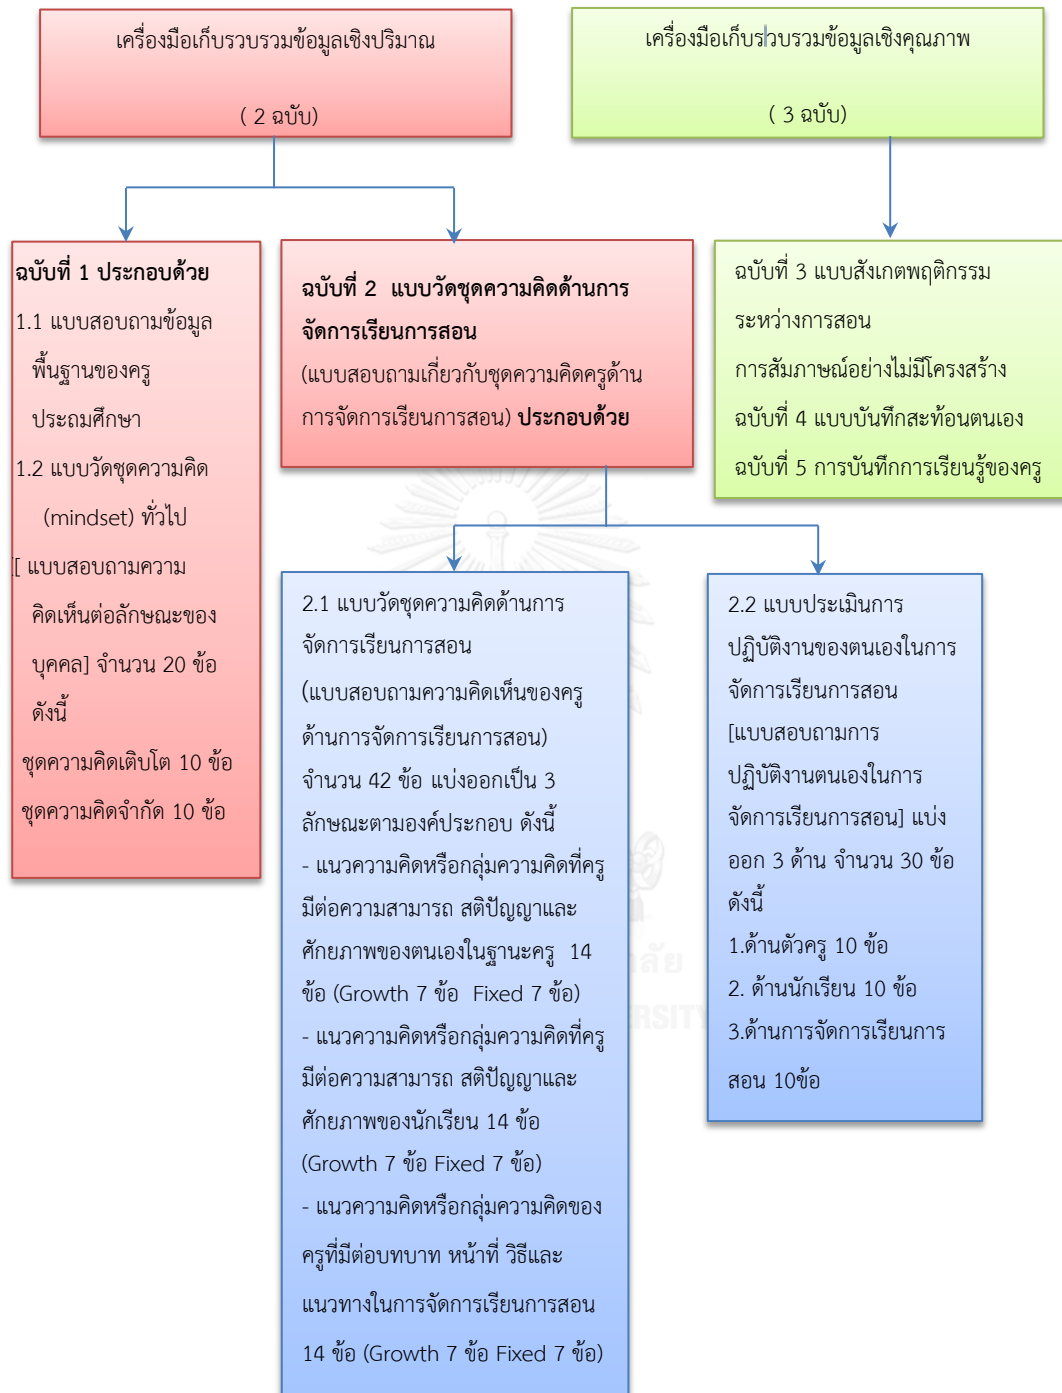 เครื่องมือเก็บรวบรวมข้อมูลเชิงปริมาณ
( 2 ฉบับ)
เครื่องมือเก็บรวบรวมข้อมูลเชิงคุณภาพ
( 3 ฉบับ)
ฉบับที่ 1 ประกอบด้วย
1.1 แบบสอบถามข้อมูล
พื้นฐานของครู
ประถมศึกษา
1.2 แบบวัดชุดความคิด
(mindset) ทั่วไป
[[ แบบสอบถามความ
คิดเห็นต่อลักษณะของ
บุคคล] จำนวน 20 ข้อ
ดังนี้
ชุดความคิดเติบโต 10 ข้อ
ชุดความคิดจำกัด 10 ข้อ
ฉบับที่ 2 แบบวัดชุดความคิดด้านการ
จัดการเรียนการสอน
(แบบสอบถามเกี่ยวกับชุดความคิดครูด้าน
การจัดการเรียนการสอน) ประกอบด้วย
ฉบับที่ 3 แบบสังเกตพฤติกรรม
ระหว่างการสอน
การสัมภาษณ์อย่างไม่มีโครงสร้าง
ฉบับที่ 4 แบบบันทึกสะท้อนตนเอง
ฉบับที่ 5 การบันทึกการเรียนรู้ของครู
2.1 แบบวัดชุดความคิดด้านการ
จัดการเรียนการสอน
(แบบสอบถามความคิดเห็นของครู
ด้านการจัดการเรียนการสอน)
จำนวน 42 ข้อ แบ่งออกเป็น 3
ลักษณะตามองค์ประกอบ ดังนี้
- แนวความคิดหรือกลุ่มความคิดที่ครู
มีต่อความสามารถ สติปัญญาและ
ศักยภาพของตนเองในฐานะครู 14
ข้อ (Growth 7 ข้อ Fixed 7 ข้อ)
- แนวความคิดหรือกลุ่มความคิดที่ครู
มีต่อความสามารถ สติปัญญาและ
ศักยภาพของนักเรียน 14 ข้อ
(Growth 7 ข้อ Fixed 7 ข้อ)
- แนวความคิดหรือกลุ่มความคิดของ
ครูที่มีต่อบทบาท หน้าที่ วิธีและ
แนวทางในการจัดการเรียนการสอน
14 ข้อ (Growth 7 ข้อ Fixed 7 ข้อ)
2.2 แบบประเมินการ
ปฏิบัติงานของตนเองในการ
จัดการเรียนการสอน
[แบบสอบถามการ
ปฏิบัติงานตนเองในการ
จัดการเรียนการสอน] แบ่ง
ออก 3 ด้าน จำนวน 30 ข้อ
ดังนี้
1.ด้านตัวครู 10 ข้อ
2. ด้านนักเรียน 10 ข้อ
3.ด้านการจัดการเรียนการ
สอน 10ข้อ